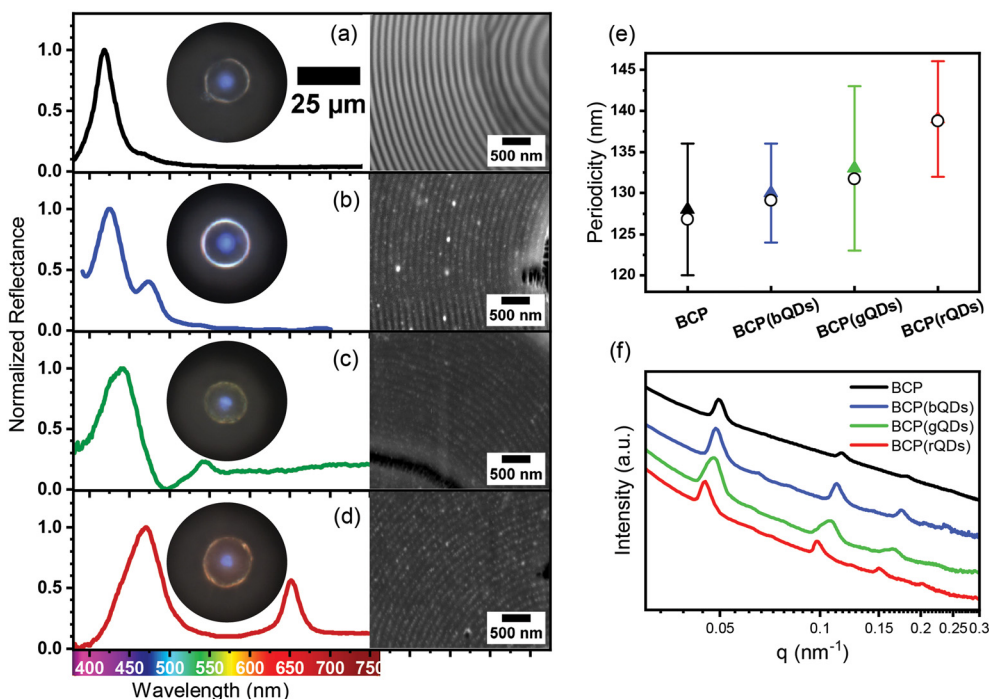 (a)
1.0
0.5
0.0
25 µm
500 nm
(b)
1.0
0.5
0.0
500 nm
(c)
1.0
0.5
0.0
500 nm
(d)
1.0
0.5
0.0
500 nm
Normalized Reflectance
400 450 500 550 600 650 700 750
Wavelength (nm)
(e)
145
140
135
130
125
120
Periodicity (nm)
BCP BCP(bQDs) BCP(gQDs) BCP(rQDs)
(f)
BCP
BCP(bQDs)
BCP(gQDs)
BCP(rQDs)
Intensity (a.u.)
0.05 0.1 0.15 0.2 0.25 0.3
q (nm⁻¹)